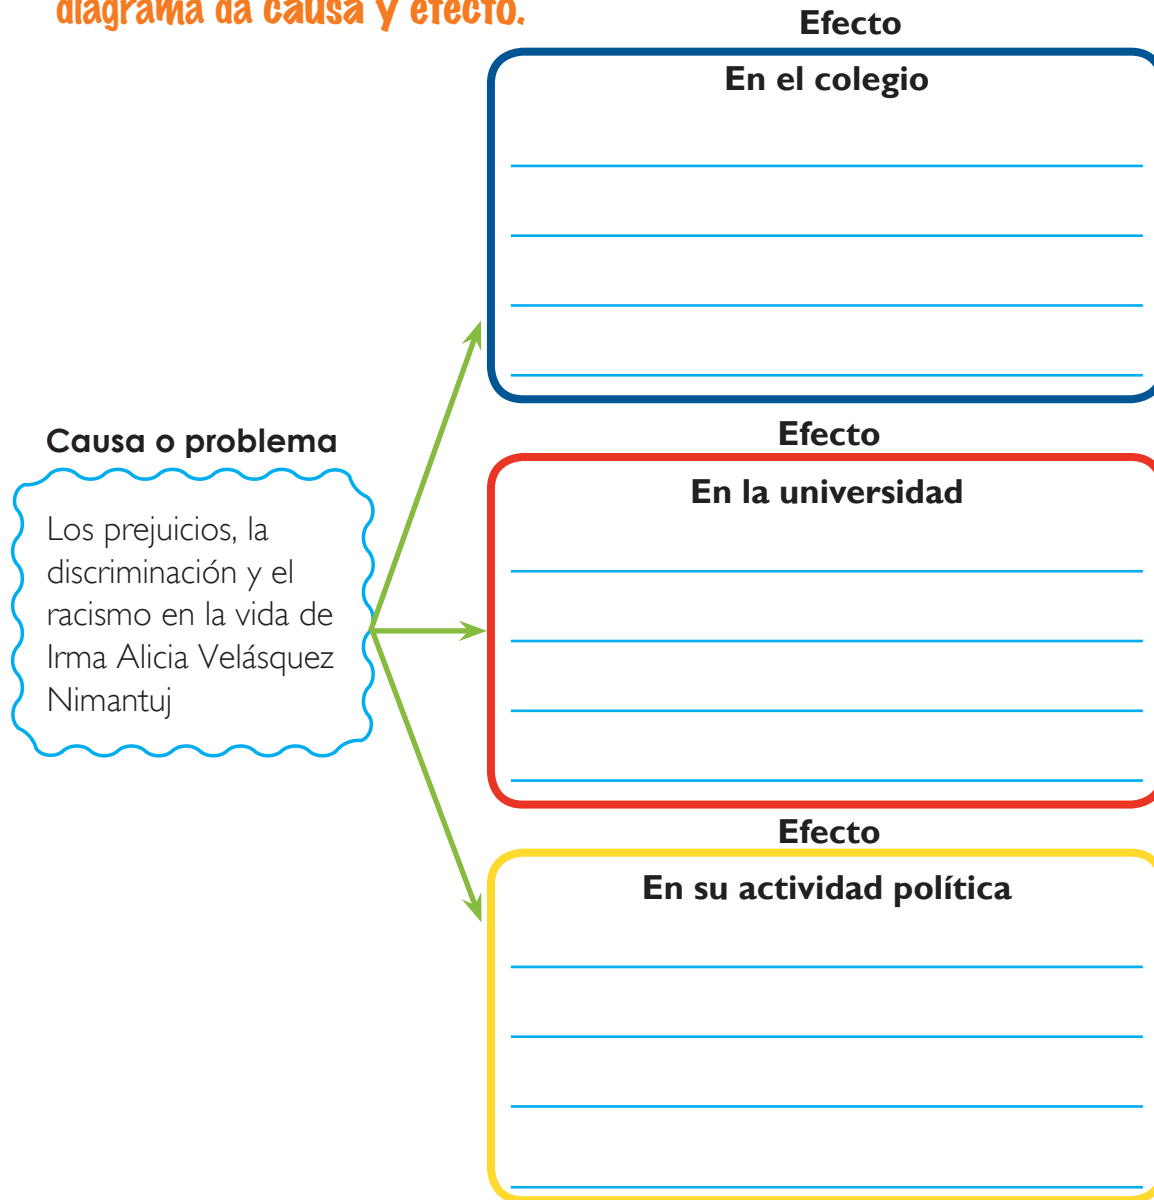 diagrama da causa y efecto.
Efecto
En el colegio
Causa o problema
Los prejuicios, la
discriminación y el
racismo en la vida de
Irma Alicia Velásquez
Nimantuj
Efecto
En la universidad
Efecto
En su actividad política